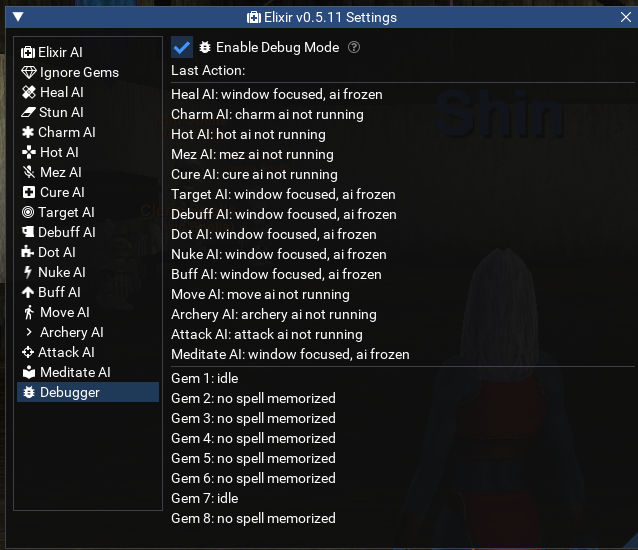 Elixir v0.5.11 Settings
Elixir AI
Ignore Gems
Heal AI
Stun AI
Charm AI
Hot AI
Mez AI
Cure AI
Target AI
Debuff AI
Dot AI
Nuke AI
Buff AI
Move AI
Archery AI
Attack AI
Meditate AI
Debugger
Enable Debug Mode
Last Action:
Heal AI: window focused, ai frozen
Charm AI: charm ai not running
Hot AI: hot ai not running
Mez AI: mez ai not running
Cure AI: cure ai not running
Target AI: window focused, ai frozen
Debuff AI: window focused, ai frozen
Dot AI: window focused, ai frozen
Nuke AI: window focused, ai frozen
Buff AI: window focused, ai frozen
Move AI: move ai not running
Archery AI: archery ai not running
Attack AI: attack ai not running
Meditate AI: window focused, ai frozen
Gem 1: idle
Gem 2: no spell memorized
Gem 3: no spell memorized
Gem 4: no spell memorized
Gem 5: no spell memorized
Gem 6: no spell memorized
Gem 7: idle
Gem 8: no spell memorized
Shin